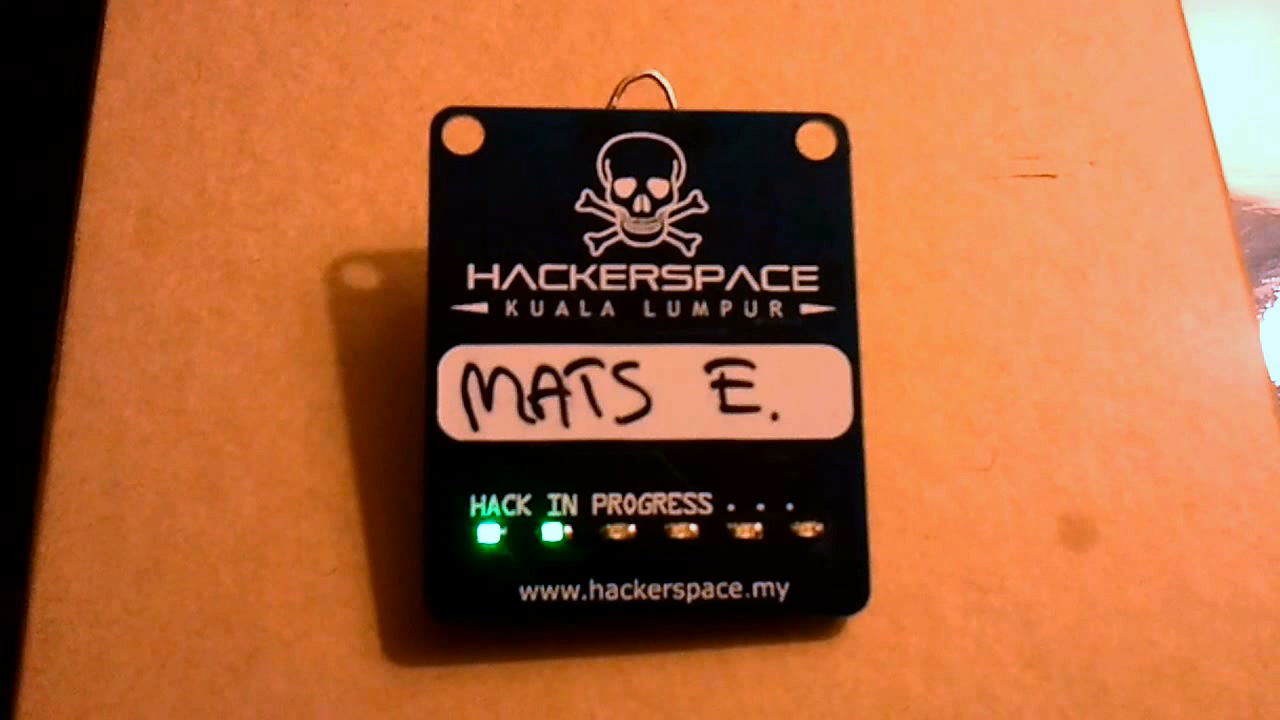 HACKERSPACE
KUALA LUMPUR
MATS E.
HACK IN PROGRESS . . .
www.hackerspace.my